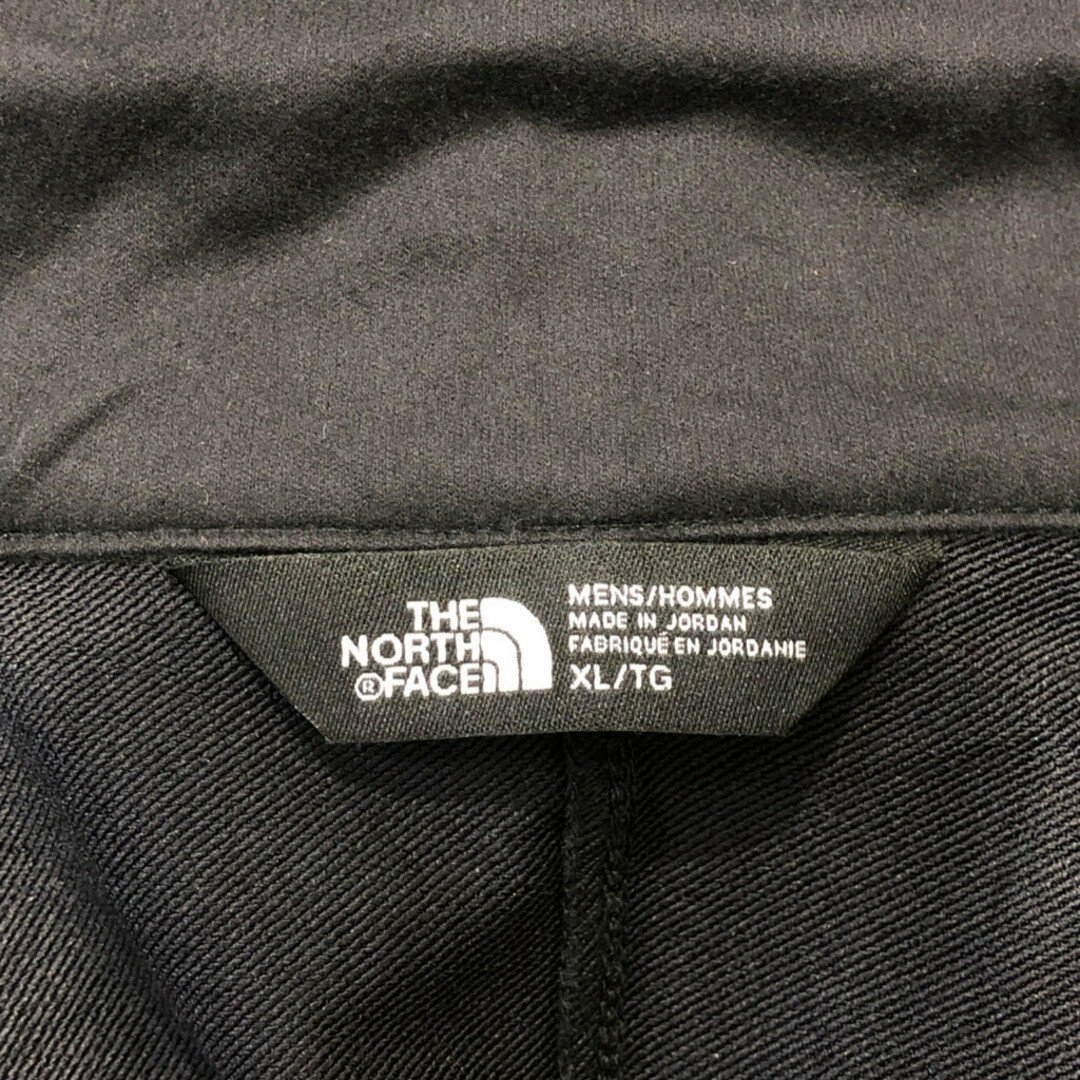 THE
NORTH
®FACE
MENS/HOMMES
MADE IN JORDAN
FABRIQUÉ EN JORDANIE
XL/TG